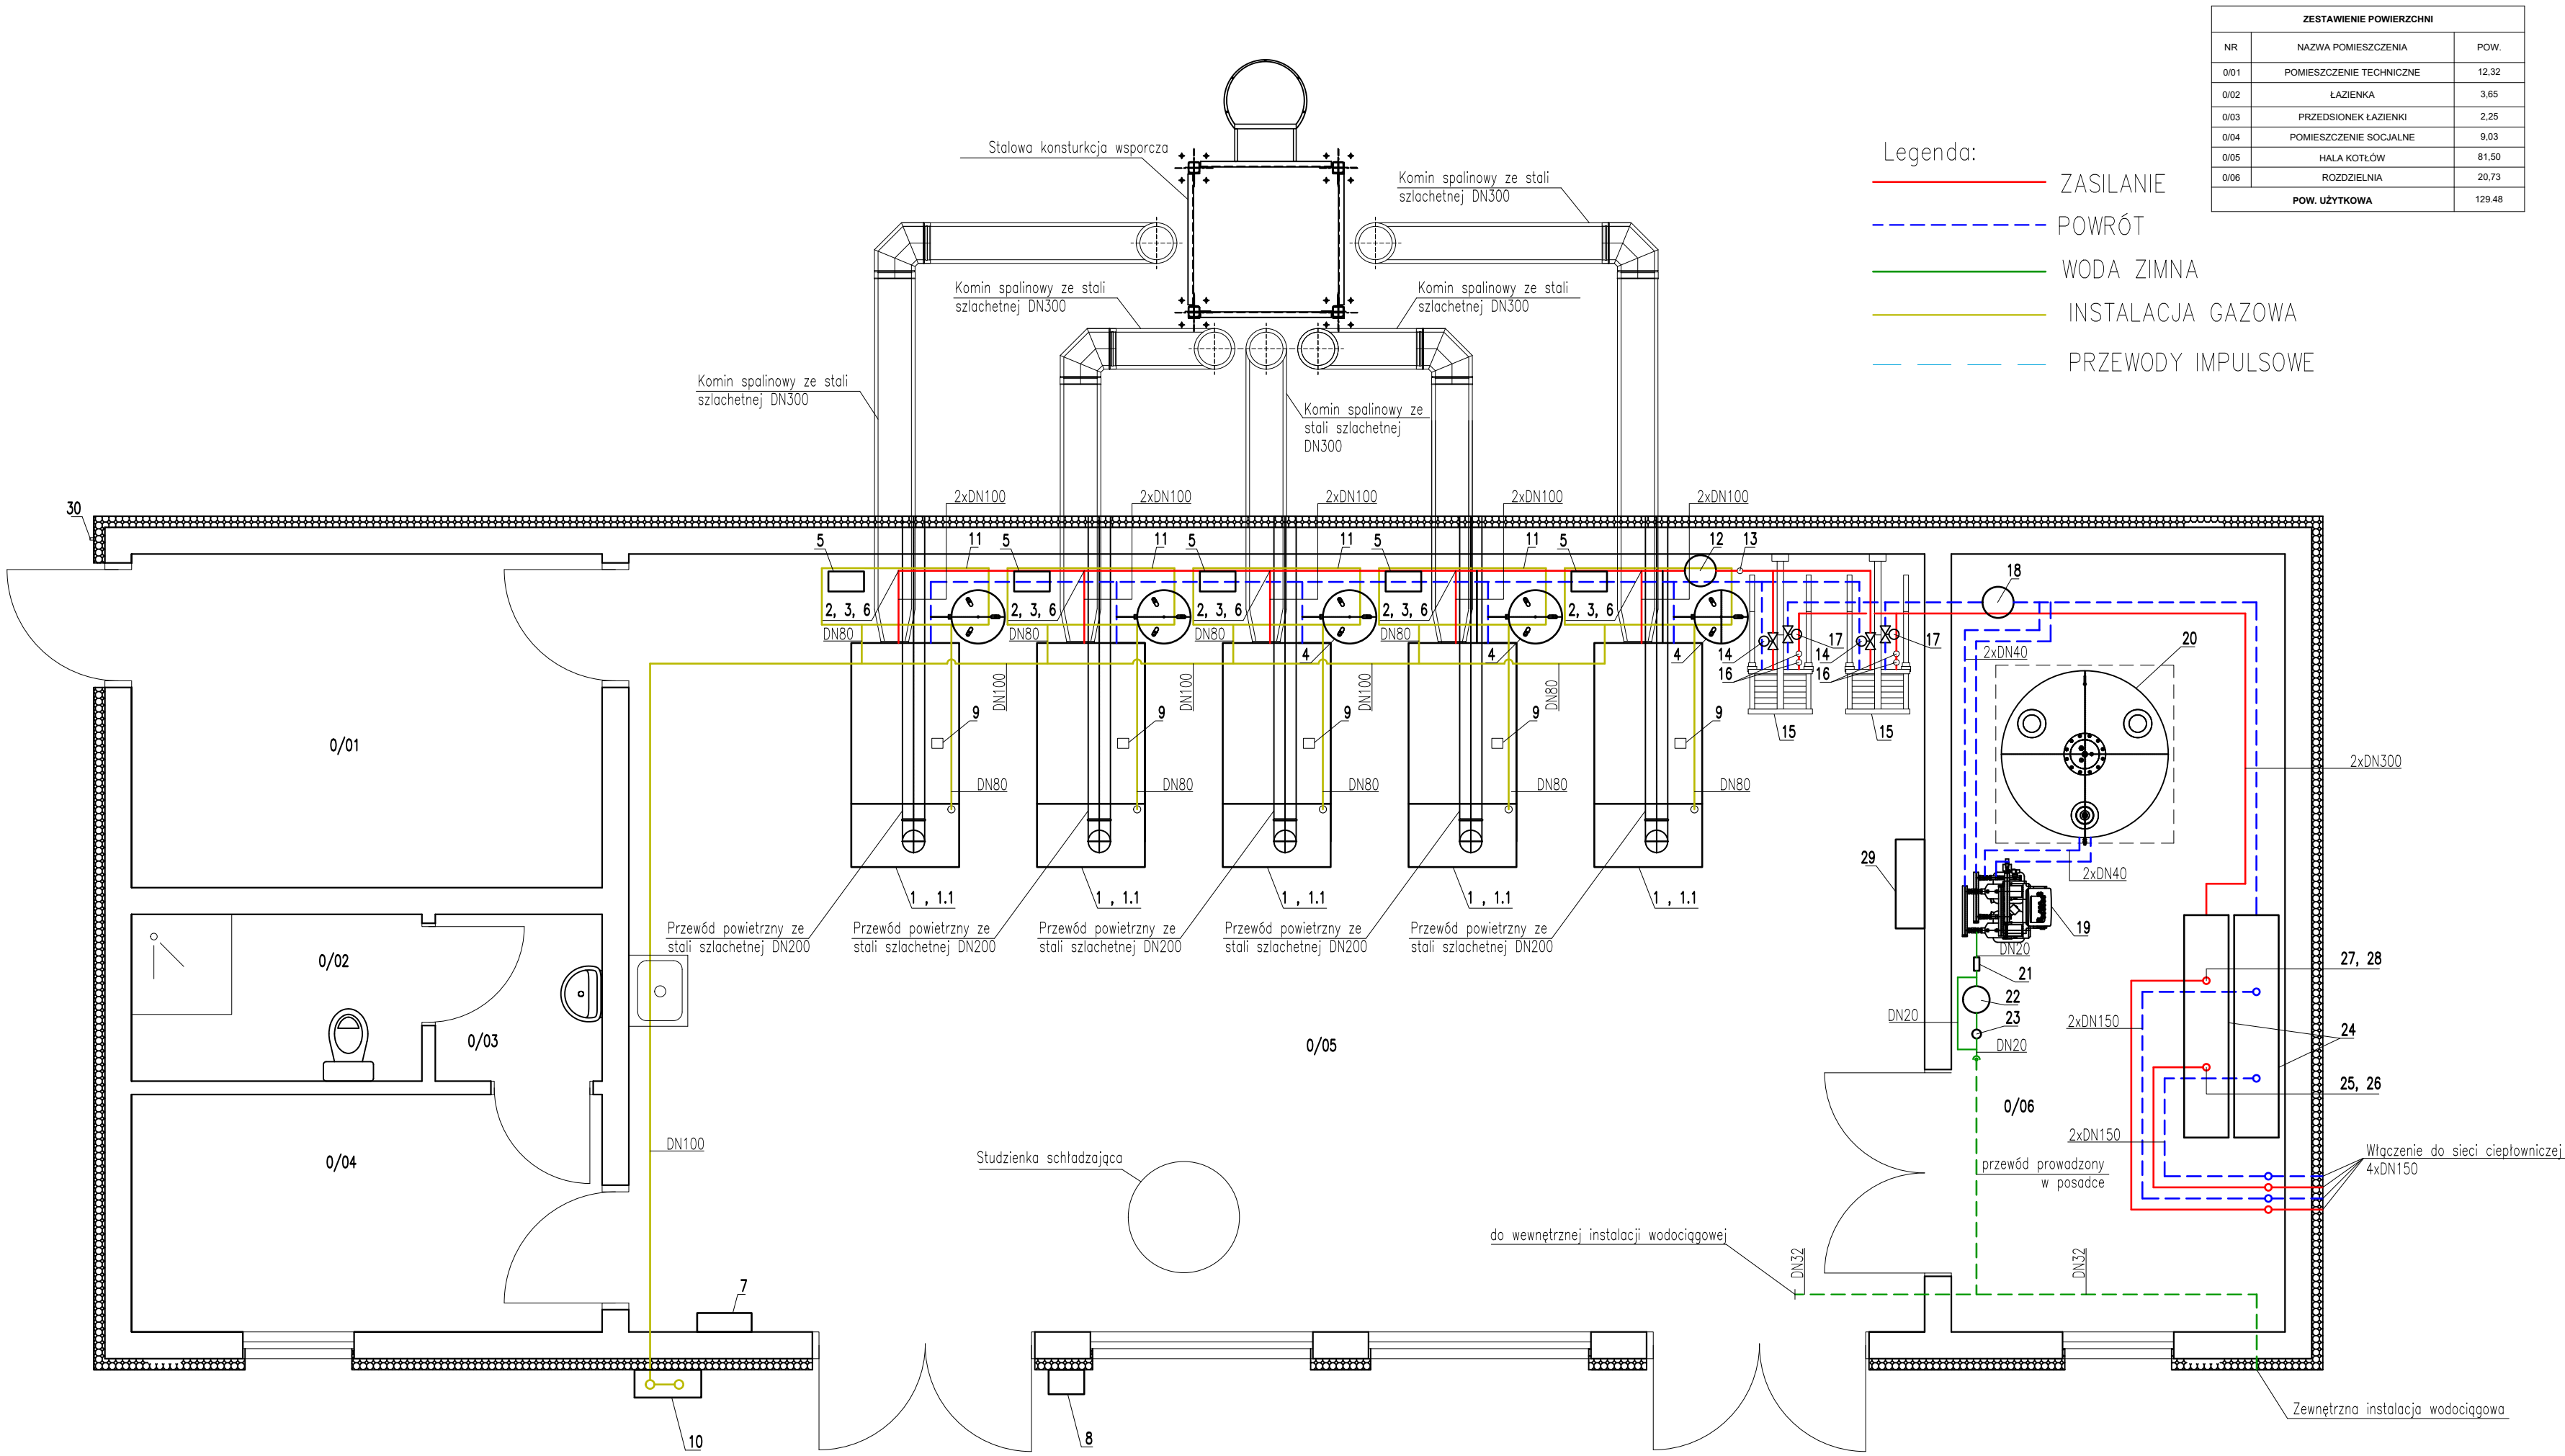 ZESTAWIENIE POWIERZCHNI
NR NAZWA POMIESZCZENIA POW.
0/01 POMIESZCZENIE TECHNICZNE 12,32
0/02 ŁAZIENKA 3,65
0/03 PRZEDSIONEK ŁAZIENKI 2,25
0/04 POMIESZCZENIE SOCJALNE 9,03
0/05 HALA KOTŁÓW 81,50
0/06 ROZDZIELNIA 20,73
POW. UŻYTKOWA 129.48
Legenda:
ZASILANIE
POWRÓT
WODA ZIMNA
INSTALACJA GAZOWA
PRZEWODY IMPULSOWE
Stalowa konsturkcja wsporcza
Komin spalinowy ze stali
szlachetnej DN300
Komin spalinowy ze stali
szlachetnej DN300
Komin spalinowy ze stali
szlachetnej DN300
Komin spalinowy ze stali
szlachetnej DN300
Komin spalinowy ze
stali szlachetnej
DN300
30
2xDN100
2xDN100
2xDN100
2xDN100
2xDN100
5
11
5
11
5
11
5
11
5
12
13
18
2, 3, 6
2, 3, 6
2, 3, 6
2, 3, 6
2, 3, 6
DN80
DN80
DN80
DN80
DN80
4
4
4
14
17
14
17
16
16
15
15
2xDN40
20
DN100
DN100
DN100
DN80
9
9
9
9
9
DN80
DN80
DN80
DN80
DN80
0/01
2xDN300
29
2xDN40
19
1 , 1.1
1 , 1.1
1 , 1.1
1 , 1.1
1 , 1.1
Przewód powietrzny ze
stali szlachetnej DN200
Przewód powietrzny ze
stali szlachetnej DN200
Przewód powietrzny ze
stali szlachetnej DN200
Przewód powietrzny ze
stali szlachetnej DN200
Przewód powietrzny ze
stali szlachetnej DN200
0/02
0/03
0/04
0/05
0/06
DN20
21
22
23
DN20
DN20
27, 28
2xDN150
24
25, 26
2xDN150
DN100
Studzienka schładzająca
przewód prowadzony
w posadce
Włączenie do sieci ciepłowniczej
4xDN150
do wewnętrznej instalacji wodociągowej
DN32
DN32
7
10
8
Zewnętrzna instalacja wodociągowa